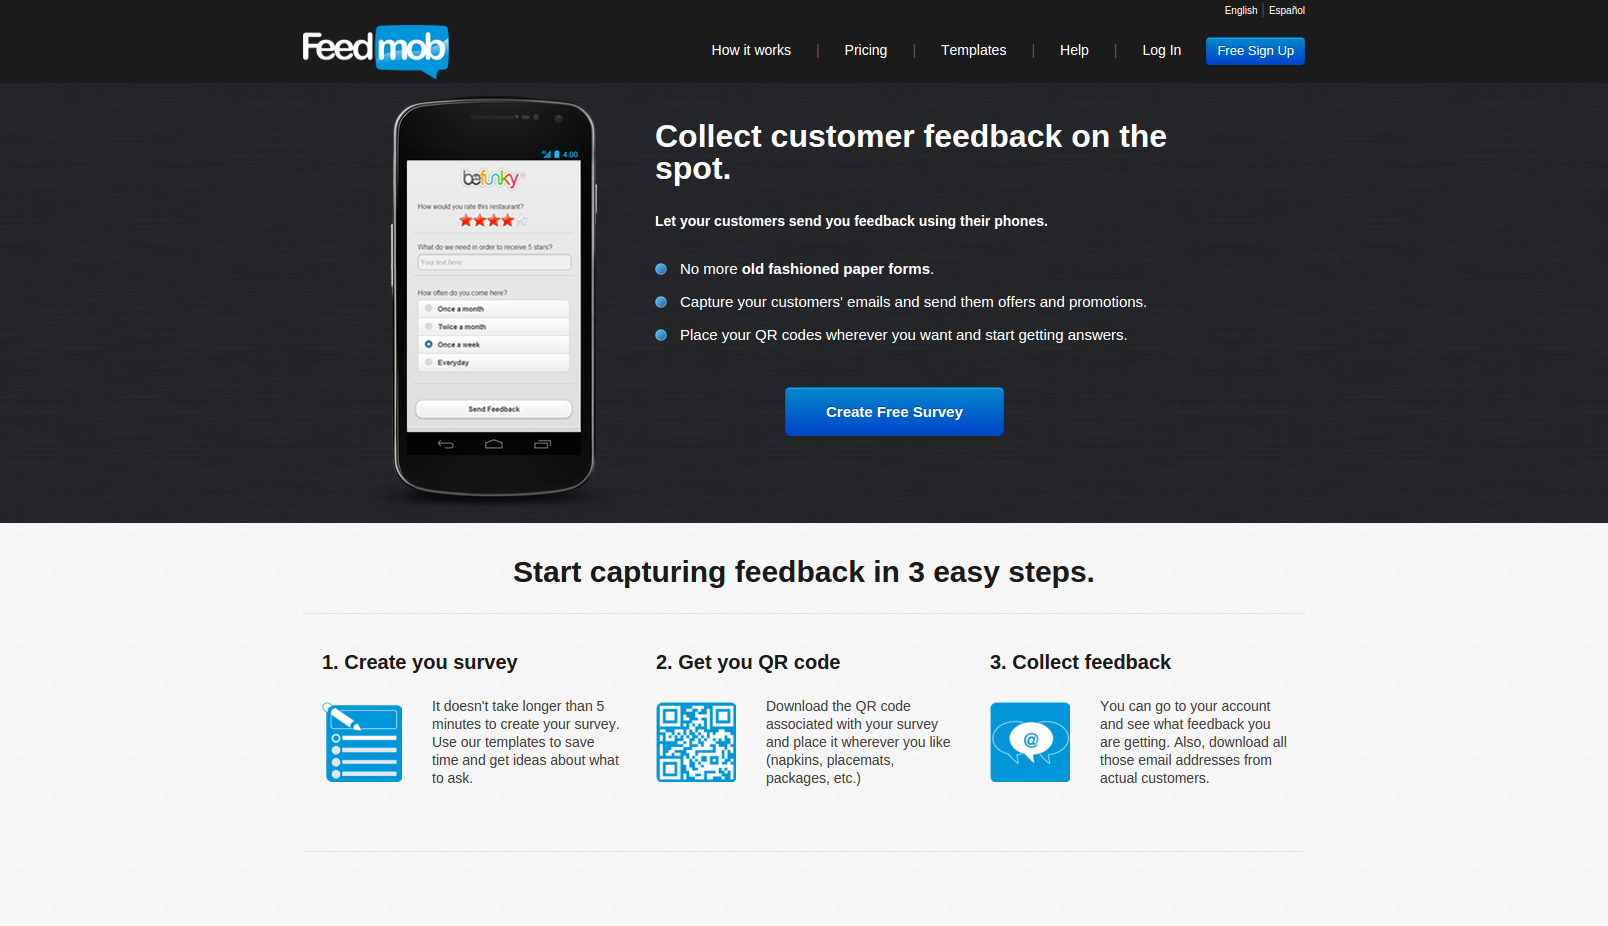 English | Español
Feedmob
How it works | Pricing | Templates | Help | Log In Free Sign Up
4:00
befunky
How would you rate this restaurant?
What do we need in order to receive 5 stars?
Your text here
How often do you come here?
Once a month
Twice a month
Once a week
Everyday
Send Feedback
Collect customer feedback on the
spot.
Let your customers send you feedback using their phones.
No more old fashioned paper forms.
Capture your customers' emails and send them offers and promotions.
Place your QR codes wherever you want and start getting answers.
Create Free Survey
Start capturing feedback in 3 easy steps.
1. Create you survey
It doesn't take longer than 5
minutes to create your survey.
Use our templates to save
time and get ideas about what
to ask.
2. Get you QR code
Download the QR code
associated with your survey
and place it wherever you like
(napkins, placemats,
packages, etc.)
3. Collect feedback
@
You can go to your account
and see what feedback you
are getting. Also, download all
those email addresses from
actual customers.